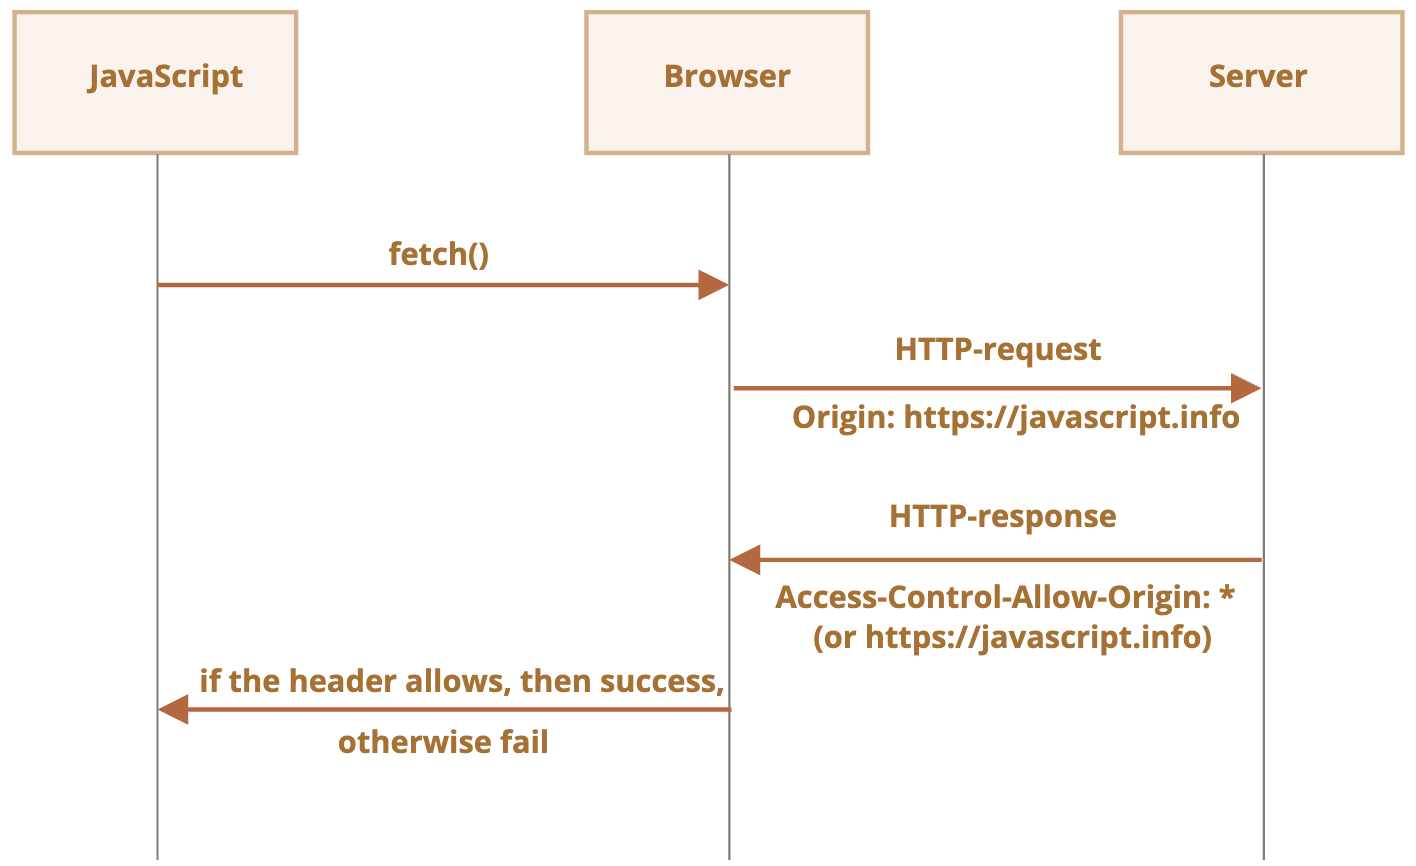 JavaScript
Browser
Server
fetch()
HTTP-request
Origin: https://javascript.info
HTTP-response
Access-Control-Allow-Origin: *
(or https://javascript.info)
if the header allows, then success,
otherwise fail